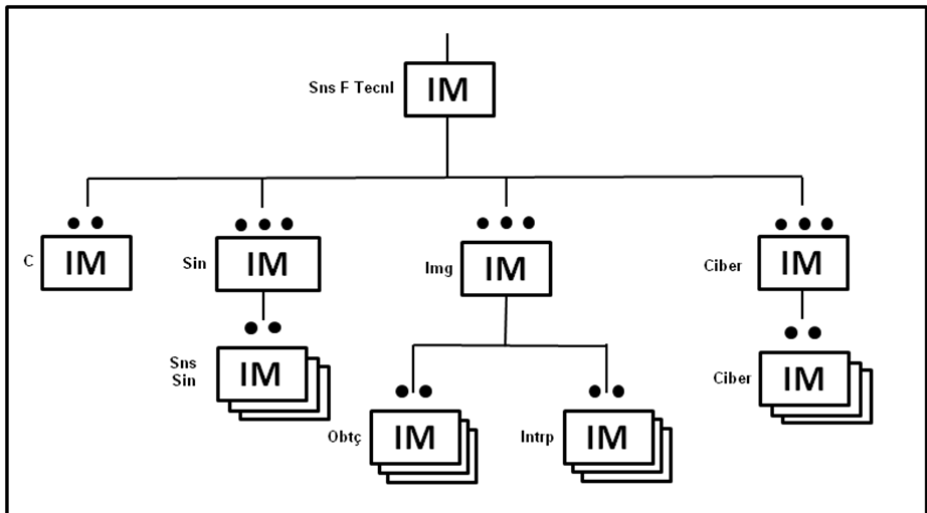 Sns F Tecnl
IM
C
IM
Sin
IM
Img
IM
Ciber
IM
Sns
Sin
IM
Obtç
IM
Intrp
IM
Ciber
IM